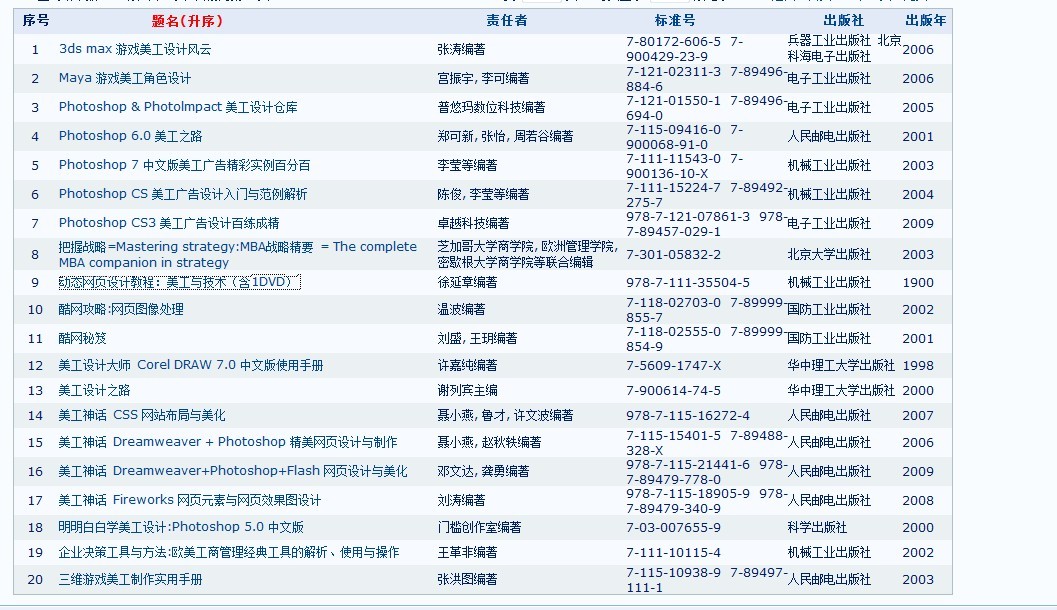 序号 题名(升序) 责任者 标准号 出版社 出版年
1 3ds max 游戏美工设计风云 张涛编著 7-80172-606-5 7-900429-23-9 兵器工业出版社 北京科海电子出版社 2006
2 Maya 游戏美工角色设计 宫振宇, 李可编著 7-121-02311-3 7-89496-884-6 电子工业出版社 2006
3 Photoshop & PhotoImpact 美工设计仓库 普悠玛数位科技编著 7-121-01550-1 7-89496-694-0 电子工业出版社 2005
4 Photoshop 6.0 美工之路 郑可新, 张怡, 周若谷编著 7-115-09416-0 7-900068-91-0 人民邮电出版社 2001
5 Photoshop 7 中文版美工广告精彩实例百分百 李莹等编著 7-111-11543-0 7-900136-10-X 机械工业出版社 2003
6 Photoshop CS 美工广告设计入门与范例解析 陈俊, 李莹等编著 7-111-15224-7 7-89492-275-7 机械工业出版社 2004
7 Photoshop CS3 美工广告设计百练成精 卓越科技编著 978-7-121-07861-3 978-7-89457-029-1 电子工业出版社 2009
8 把握战略=Mastering strategy:MBA战略精要 = The complete MBA companion in strategy 芝加哥大学商学院, 欧洲管理学院, 密歇根大学商学院等联合编辑 7-301-05832-2 北京大学出版社 2003
9 动态网页设计教程：美工与技术（含1DVD） 徐延章编著 978-7-111-35504-5 机械工业出版社 1900
10 酷网攻略:网页图像处理 温波编著 7-118-02703-0 7-89999-855-7 国防工业出版社 2002
11 酷网秘笈 刘盛, 王玥编著 7-118-02555-0 7-89999-854-9 国防工业出版社 2001
12 美工设计大师 Corel DRAW 7.0 中文版使用手册 许嘉纯编著 7-5609-1747-X 华中理工大学出版社 1998
13 美工设计之路 谢列宾主编 7-900614-74-5 华中理工大学出版社 2000
14 美工神话 CSS 网站布局与美化 聂小燕, 鲁才, 许文波编著 978-7-115-16272-4 人民邮电出版社 2007
15 美工神话 Dreamweaver + Photoshop 精美网页设计与制作 聂小燕, 赵秋轶编著 7-115-15401-5 7-89488-328-X 人民邮电出版社 2006
16 美工神话 Dreamweaver+Photoshop+Flash 网页设计与美化 邓文达, 龚勇编著 978-7-115-21441-6 978-7-89479-778-0 人民邮电出版社 2009
17 美工神话 Fireworks 网页元素与网页效果图设计 刘涛编著 978-7-115-18905-9 978-7-89479-340-9 人民邮电出版社 2008
18 明明白白学美工设计:Photoshop 5.0 中文版 门槛创作室编著 7-03-007655-9 科学出版社 2000
19 企业决策工具与方法:欧美工商管理经典工具的解析、使用与操作 王革非编著 7-111-10115-4 机械工业出版社 2002
20 三维游戏美工制作实用手册 张洪图编著 7-115-10938-9 7-89497-111-1 人民邮电出版社 2003